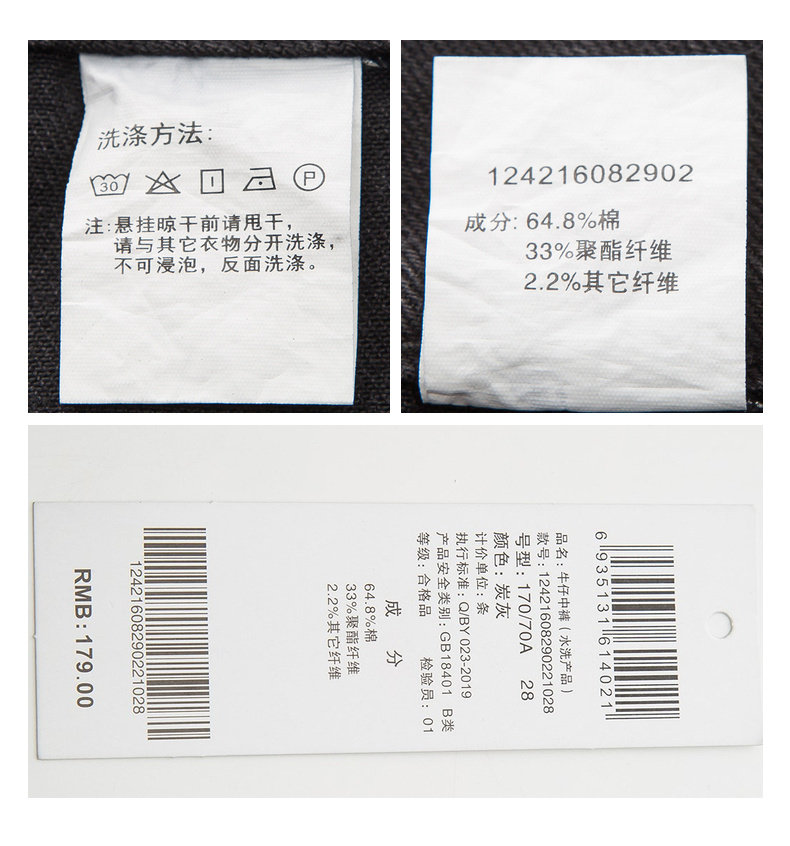 洗涤方法:
30
P
注:悬挂晾干前请甩干,
请与其它衣物分开洗涤,
不可浸泡，反面洗涤。
124216082902
成分: 64.8%棉
33%聚酯纤维
2.2%其它纤维
6 935131 614021
品名: 牛仔中裤 ( 水洗产品 )
款号: 12421608290221028
号型: 170/70A 28
颜色: 炭灰
计价单位: 条
执行标准: Q/BY 023-2019
产品安全类别: GB18401 B类
等级: 合格品 检验员: 01
成 分
64.8%棉
33%聚酯纤维
2.2%其它纤维
12421608290221028
RMB:179.00